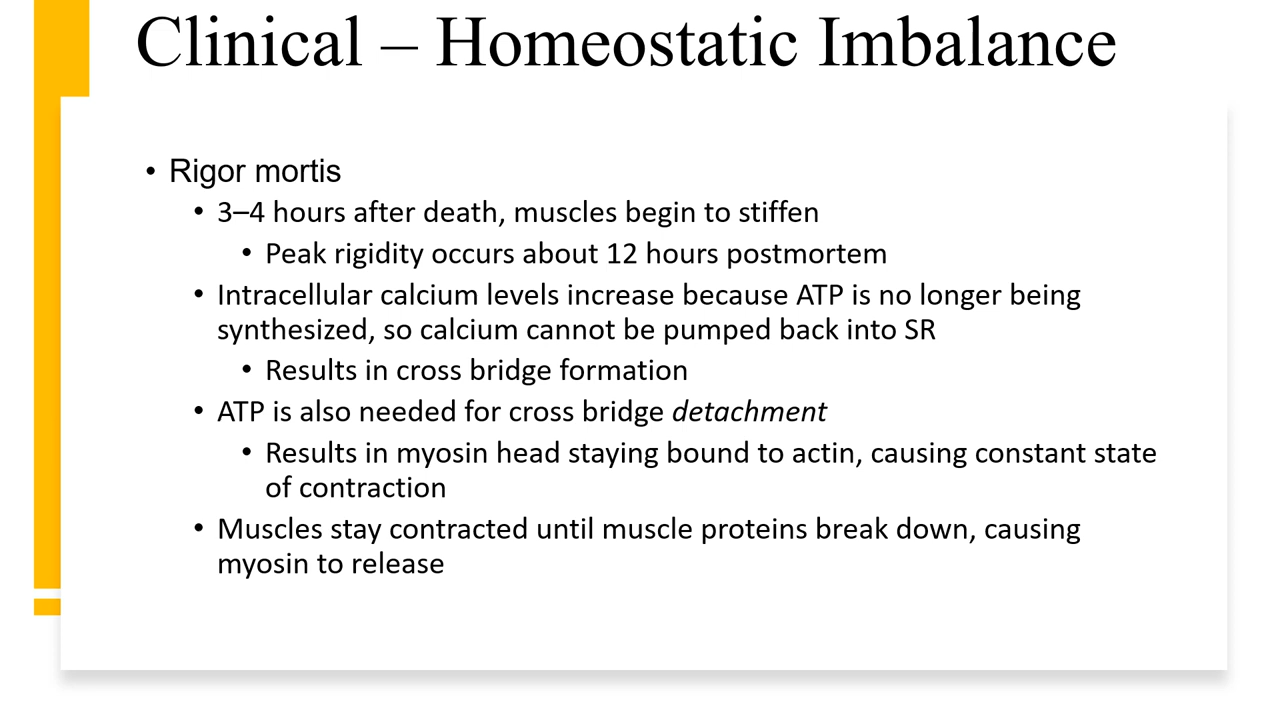 Clinical – Homeostatic Imbalance
• Rigor mortis
• 3–4 hours after death, muscles begin to stiffen
• Peak rigidity occurs about 12 hours postmortem
• Intracellular calcium levels increase because ATP is no longer being
synthesized, so calcium cannot be pumped back into SR
• Results in cross bridge formation
• ATP is also needed for cross bridge detachment
• Results in myosin head staying bound to actin, causing constant state
of contraction
• Muscles stay contracted until muscle proteins break down, causing
myosin to release